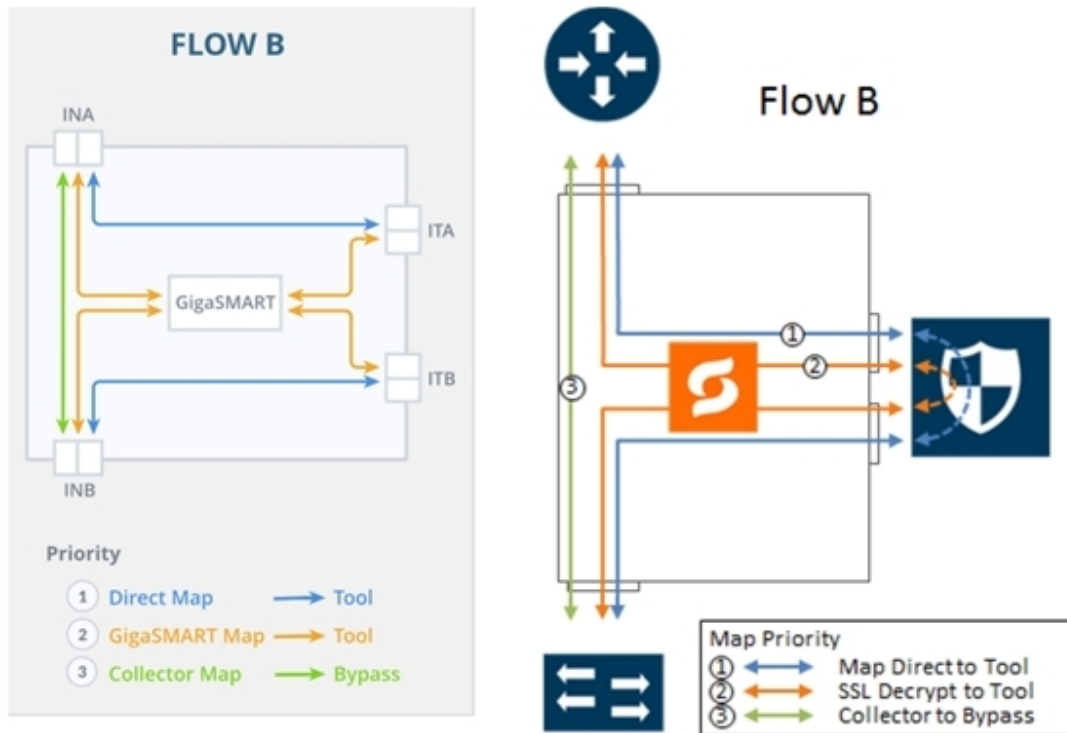 FLOW B
INA
ITA
GigaSMART
ITB
INB
Priority
1 Direct Map Tool
2 GigaSMART Map Tool
3 Collector Map Bypass
Flow B
1
2
3
Map Priority
1 Map Direct to Tool
2 SSL Decrypt to Tool
3 Collector to Bypass